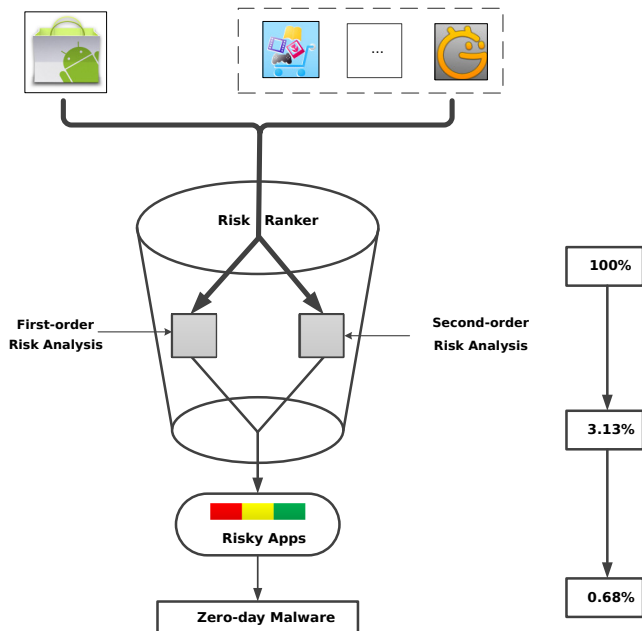 ...
Risk Ranker
100%
First-order
Risk Analysis
Second-order
Risk Analysis
3.13%
Risky Apps
0.68%
Zero-day Malware